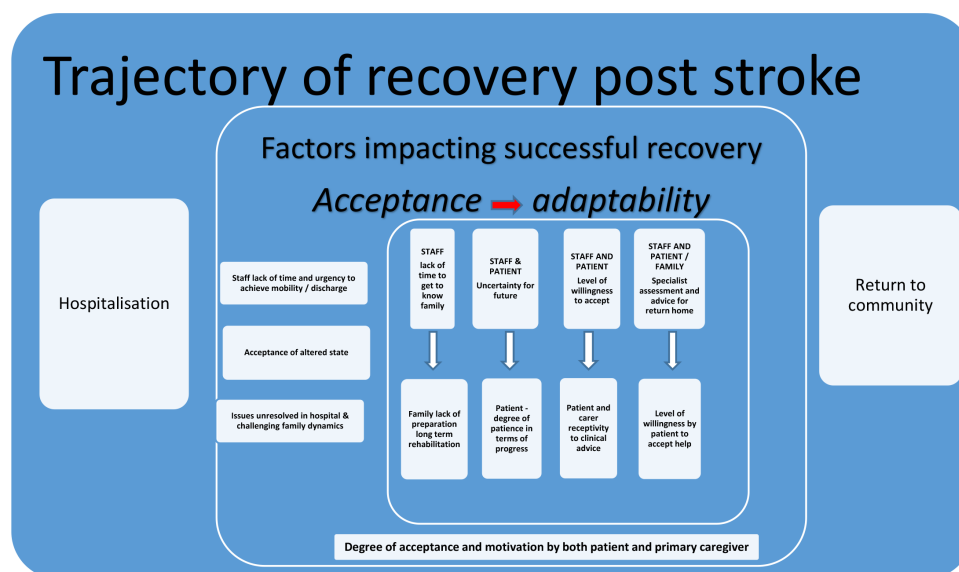 Trajectory of recovery post stroke
Factors impacting successful recovery
Acceptance adaptability
Hospitalisation
Staff lack of time and urgency to
achieve mobility / discharge
Acceptance of altered state
Issues unresolved in hospital &
challenging family dynamics
STAFF
lack of
time to
get to
know
family
STAFF &
PATIENT
Uncertainty for
future
STAFF AND
PATIENT
Level of
willingness
to accept
STAFF AND
PATIENT /
FAMILY
Specialist
assessment and
advice for
return home
Family lack of
preparation
long term
rehabilitation
Patient -
degree of
patience in
terms of
progress
Patient and
carer
receptivity
to clinical
advice
Level of
willingness by
patient to
accept help
Return to
community
Degree of acceptance and motivation by both patient and primary caregiver